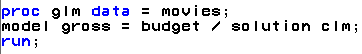 proc glm data = movies;
model gross = budget / solution clm;
run;